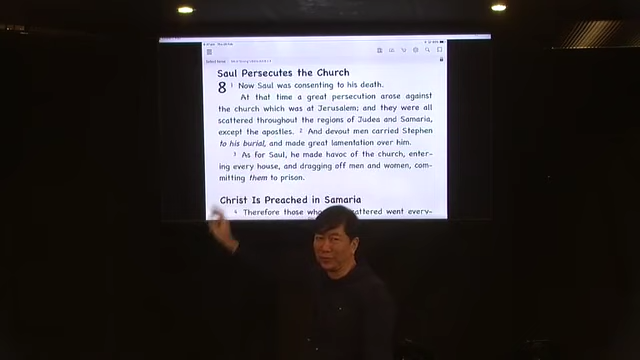 Saul Persecutes the Church
8 1 Now Saul was consenting to his death.
At that time a great persecution arose against
the church which was at Jerusalem; and they were all
scattered throughout the regions of Judea and Samaria,
except the apostles. 2 And devout men carried Stephen
to his burial, and made great lamentation over him.
3 As for Saul, he made havoc of the church, enter-
ing every house, and dragging off men and women, com-
mitting them to prison.
Christ Is Preached in Samaria
4 Therefore those who scattered went every-